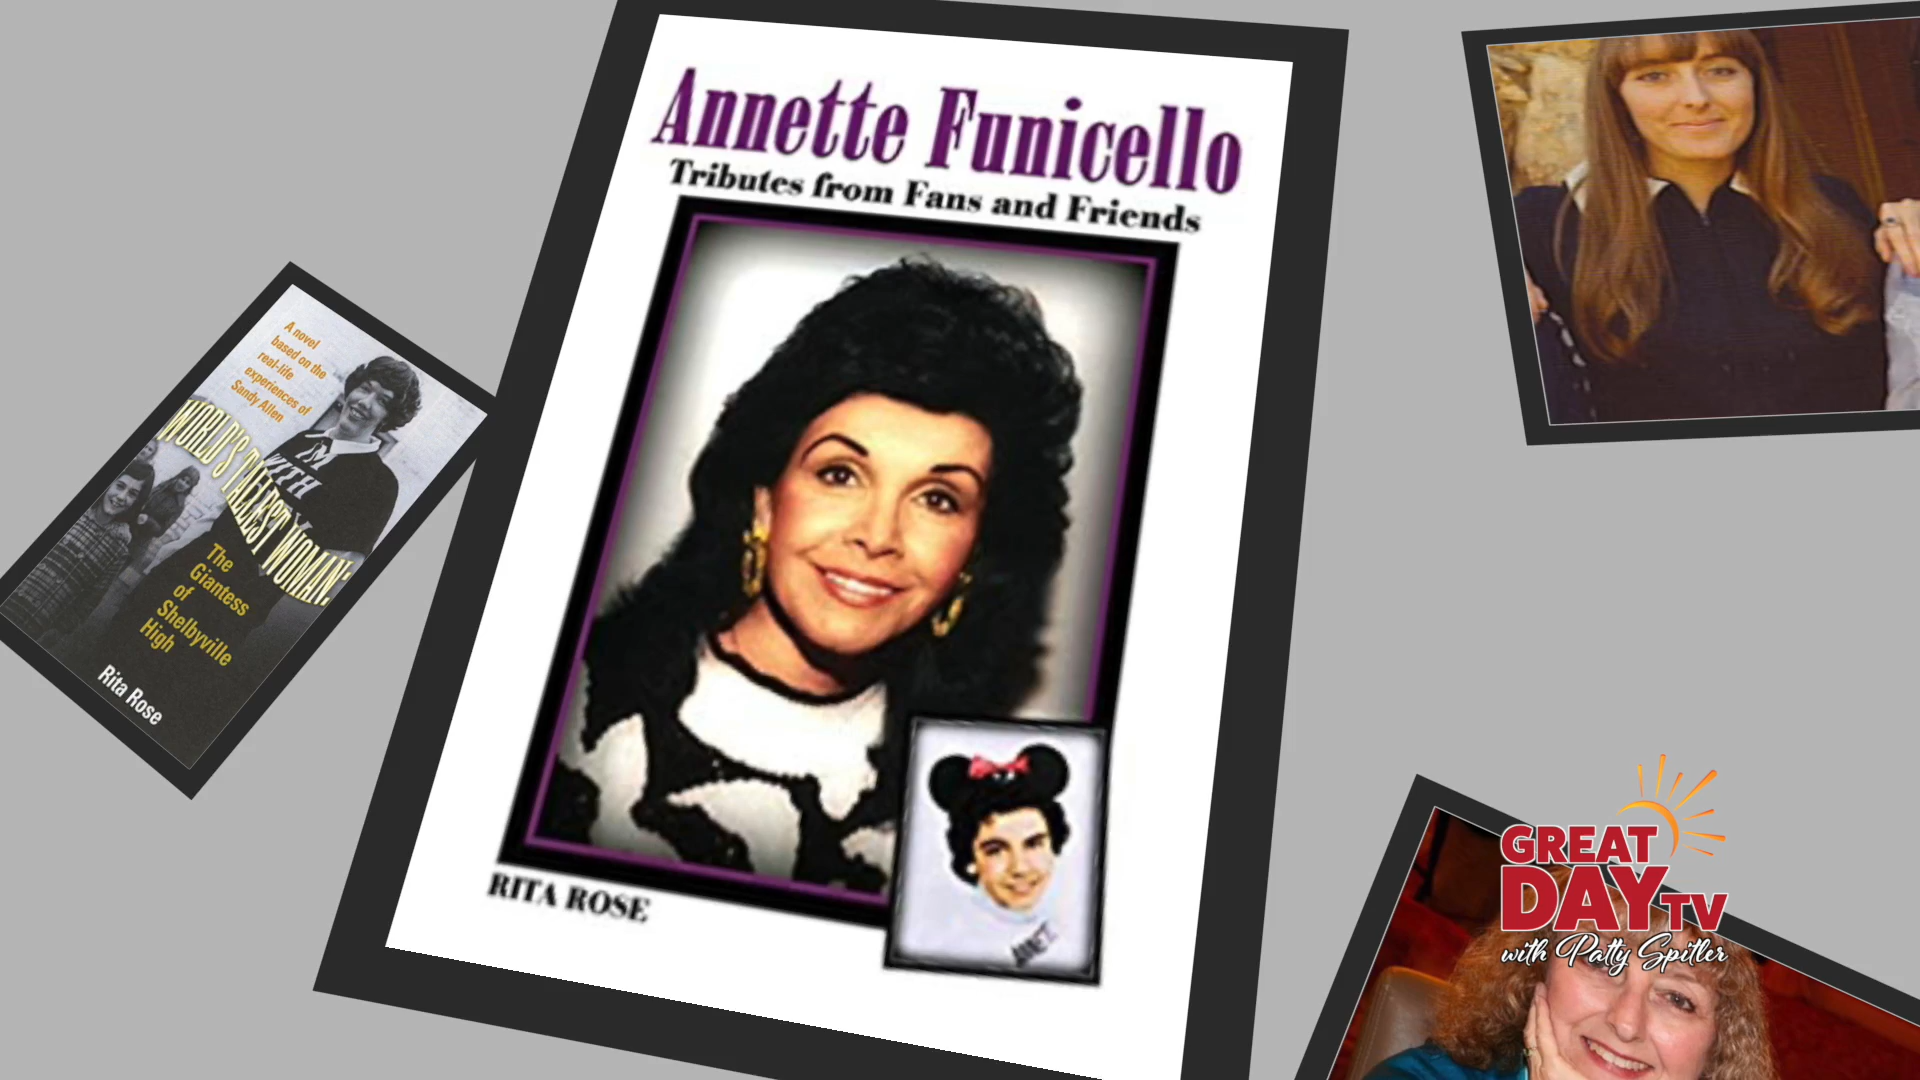 Annette Funicello
Tributes from Fans and Friends
RITA ROSE
A novel
based on the
real-life
experiences of
Sandy Allen
I'M
WITH
WORLD'S TALLEST WOMAN:
The
Giantess
of
Shelbyville
High
Rita Rose
GREAT
DAY TV
with Patty Spitler